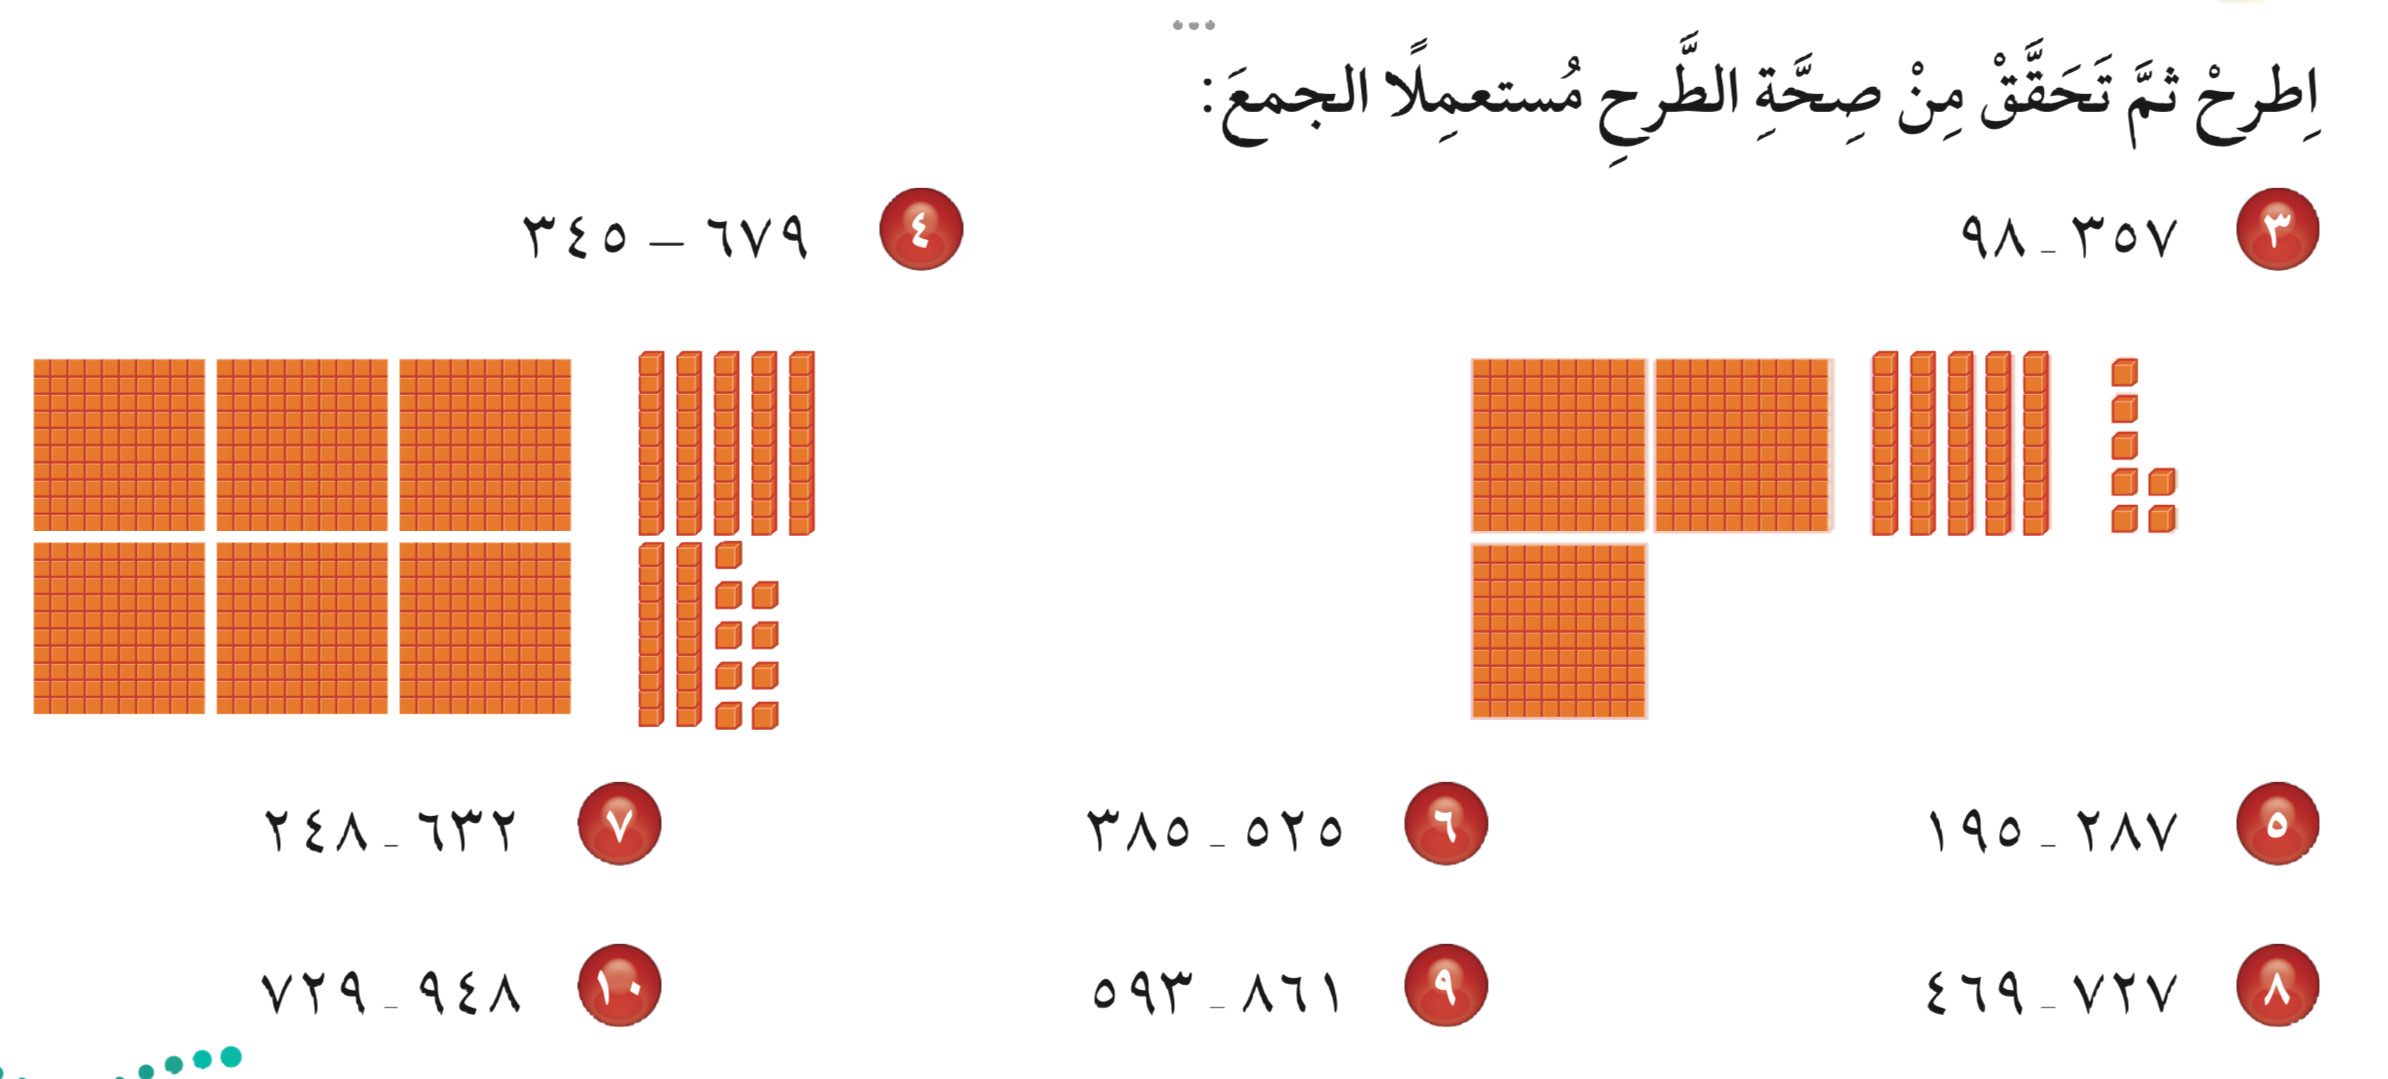 اِطرحْ ثمَّ تَحَقَّقْ مِنْ صِحَّةِ الطَّرحِ مُستعمِلًا الجمعَ:
٣ ٣٥٧ - ٩٨
٤ ٦٧٩ – ٣٤٥
٥ ٢٨٧ - ١٩٥
٦ ٥٢٥ - ٣٨٥
٧ ٦٣٢ - ٢٤٨
٨ ٧٢٧ - ٤٦٩
٩ ٨٦١ - ٥٩٣
١٠ ٩٤٨ - ٧٢٩